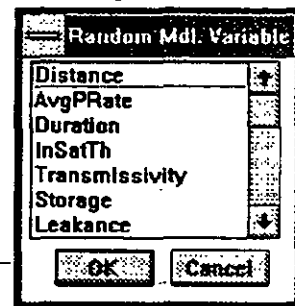 Random Mdl. Variable
Distance
AvgPRate
Duration
InSatTh
Transmissivity
Storage
Leakance
OK Cancel